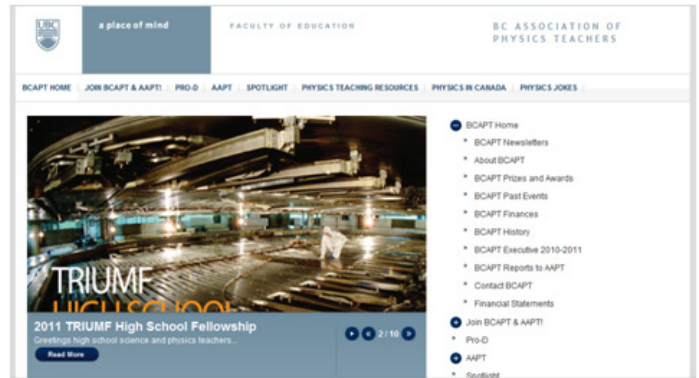 UBC
a place of mind
FACULTY OF EDUCATION
BC ASSOCIATION OF
PHYSICS TEACHERS
BCAPT HOME JOIN BCAPT & AAPT! PRO-D AAPT SPOTLIGHT PHYSICS TEACHING RESOURCES PHYSICS IN CANADA PHYSICS JOKES
TRIUMF
HIGH SCHOOL
2011 TRIUMF High School Fellowship
Greetings high school science and physics teachers...
Read More
2 / 10
BCAPT Home
BCAPT Newsletters
About BCAPT
BCAPT Prizes and Awards
BCAPT Past Events
BCAPT Finances
BCAPT History
BCAPT Executive 2010-2011
BCAPT Reports to AAPT
Contact BCAPT
Financial Statements
Join BCAPT & AAPT!
Pro-D
AAPT
Spotlight